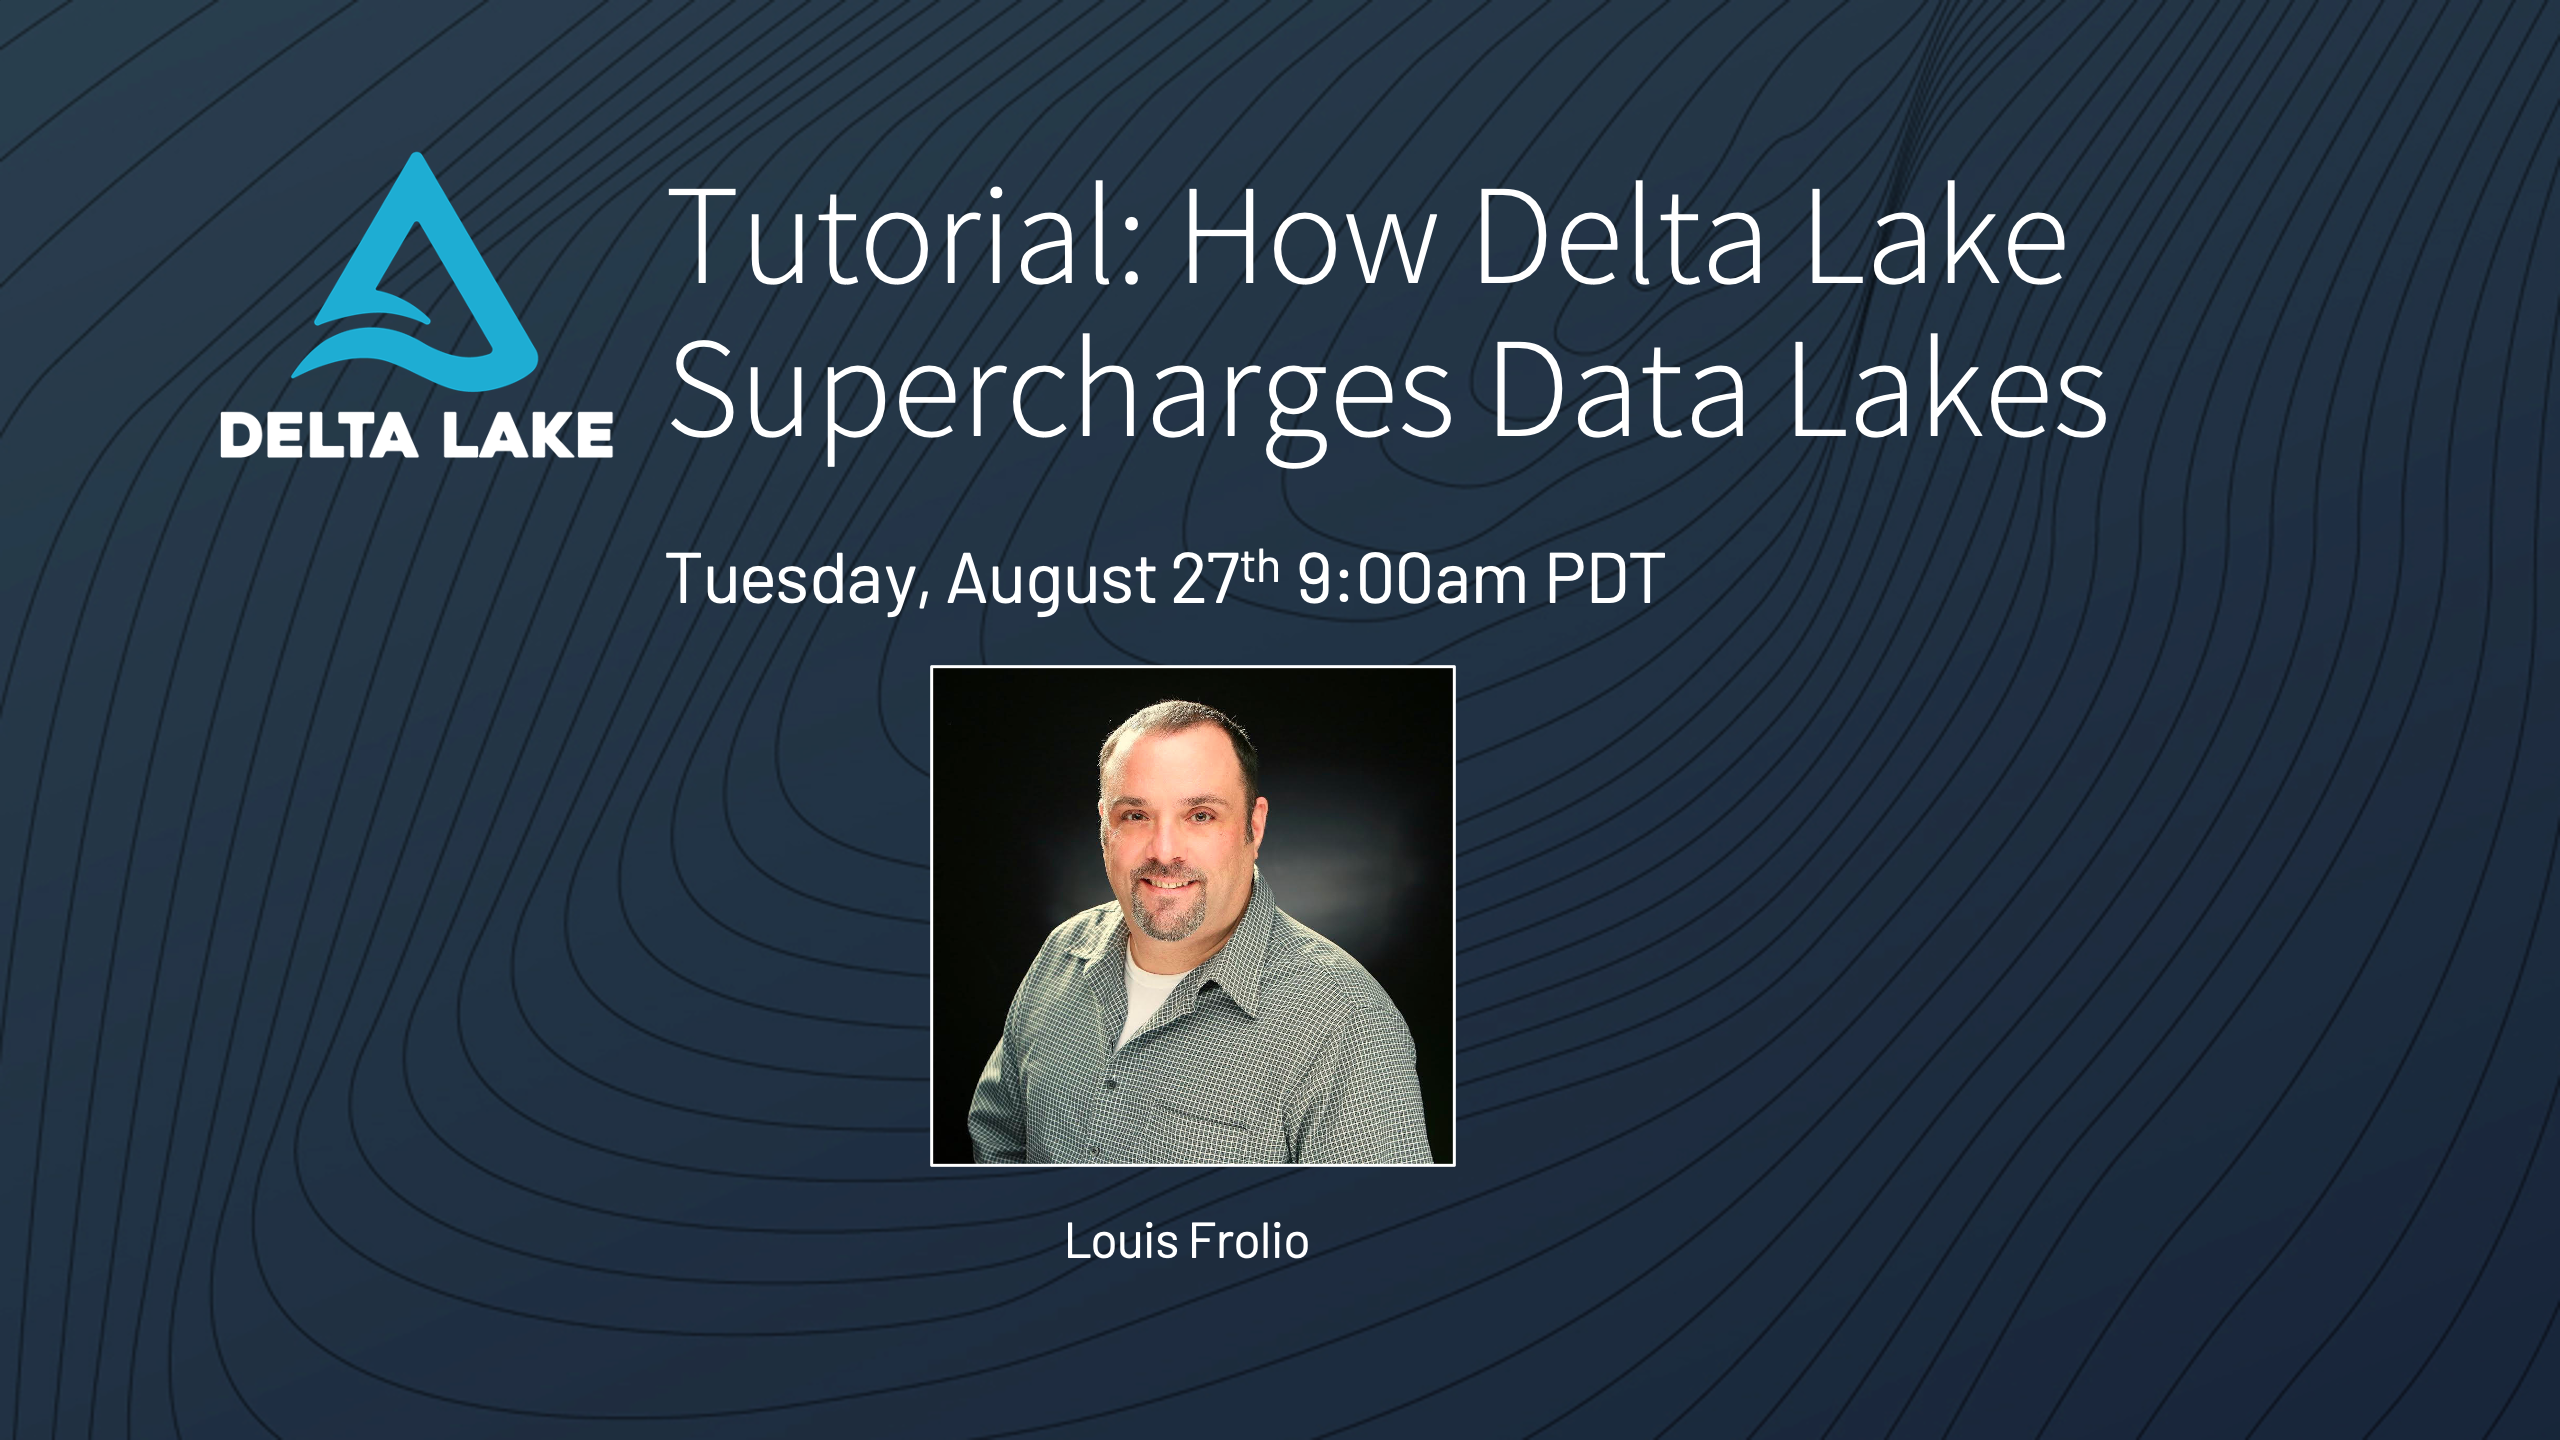 DELTA LAKE
Tutorial: How Delta Lake
Supercharges Data Lakes
Tuesday, August 27th 9:00am PDT
Louis Frolio